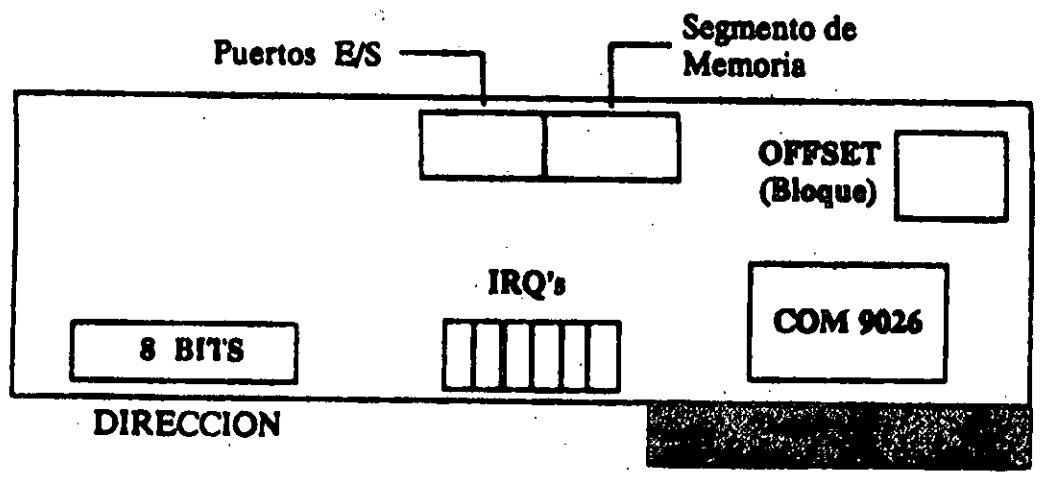 Puertos E/S
Segmento de
Memoria
OFFSET
(Bloque)
IRQ's
COM 9026
8 BITS
DIRECCION